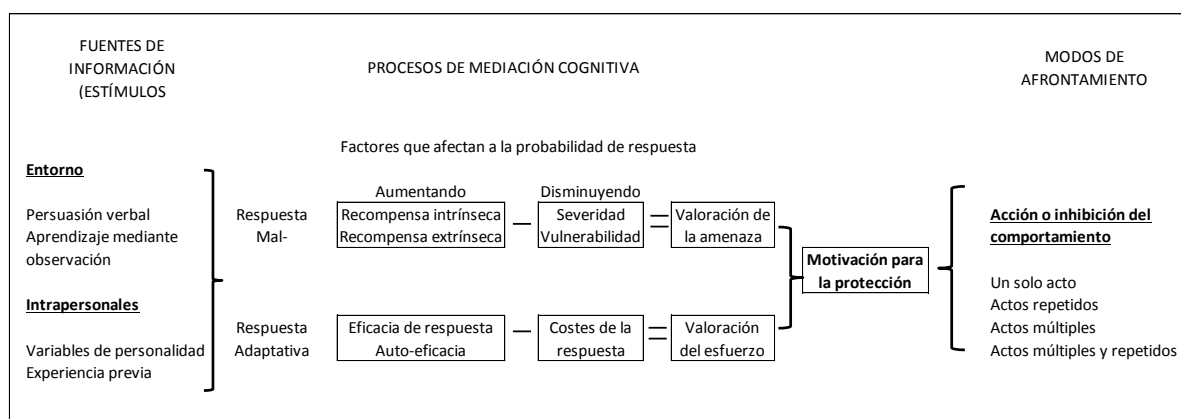 FUENTES DE
INFORMACIÓN
(ESTÍMULOS
PROCESOS DE MEDIACIÓN COGNITIVA
MODOS DE
AFRONTAMIENTO
Factores que afectan a la probabilidad de respuesta
Entorno
Persuasión verbal
Aprendizaje mediante
observación
Intrapersonales
Variables de personalidad
Experiencia previa
Respuesta
Mal-
Aumentando
Recompensa intrínseca
Recompensa extrínseca
Disminuyendo
Severidad
Vulnerabilidad
Valoración de
la amenaza
Respuesta
Adaptativa
Eficacia de respuesta
Auto-eficacia
Costes de la
respuesta
Valoración
del esfuerzo
Motivación para
la protección
Acción o inhibición del
comportamiento
Un solo acto
Actos repetidos
Actos múltiples
Actos múltiples y repetidos